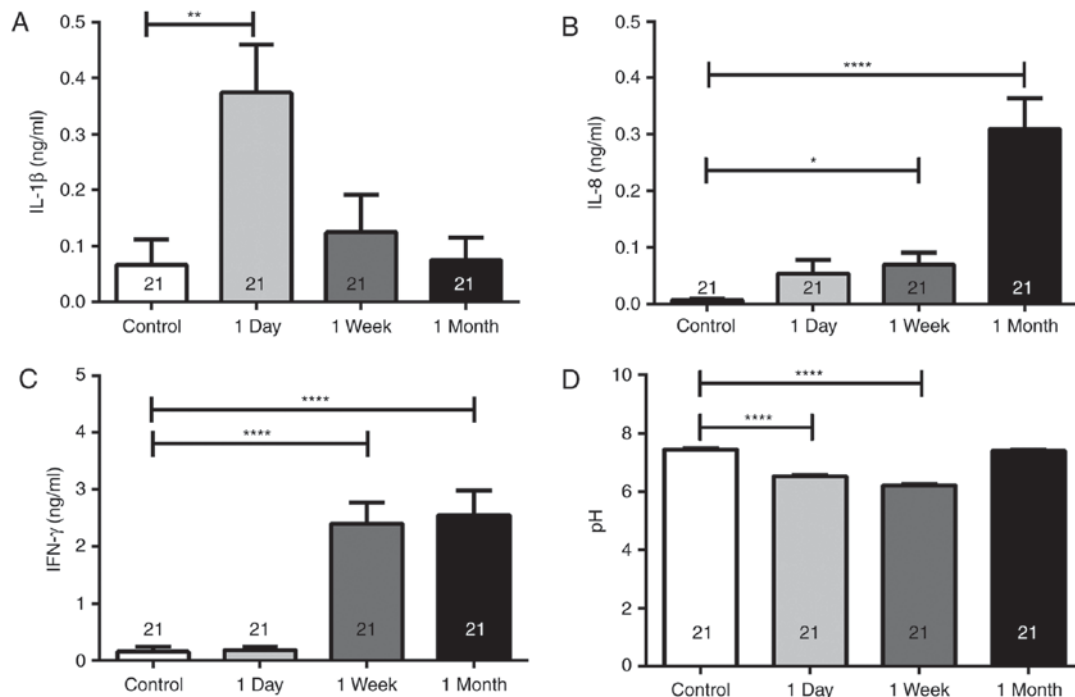 A
IL-1β (ng/ml)
0.5
0.4
0.3
0.2
0.1
0.0
**
21
21
21
21
Control
1 Day
1 Week
1 Month
B
IL-8 (ng/ml)
0.5
0.4
0.3
0.2
0.1
0.0
****
*
21
21
21
21
Control
1 Day
1 Week
1 Month
C
IFN-γ (ng/ml)
5
4
3
2
1
0
****
****
21
21
21
21
Control
1 Day
1 Week
1 Month
D
pH
10
8
6
4
2
0
****
****
21
21
21
21
Control
1 Day
1 Week
1 Month